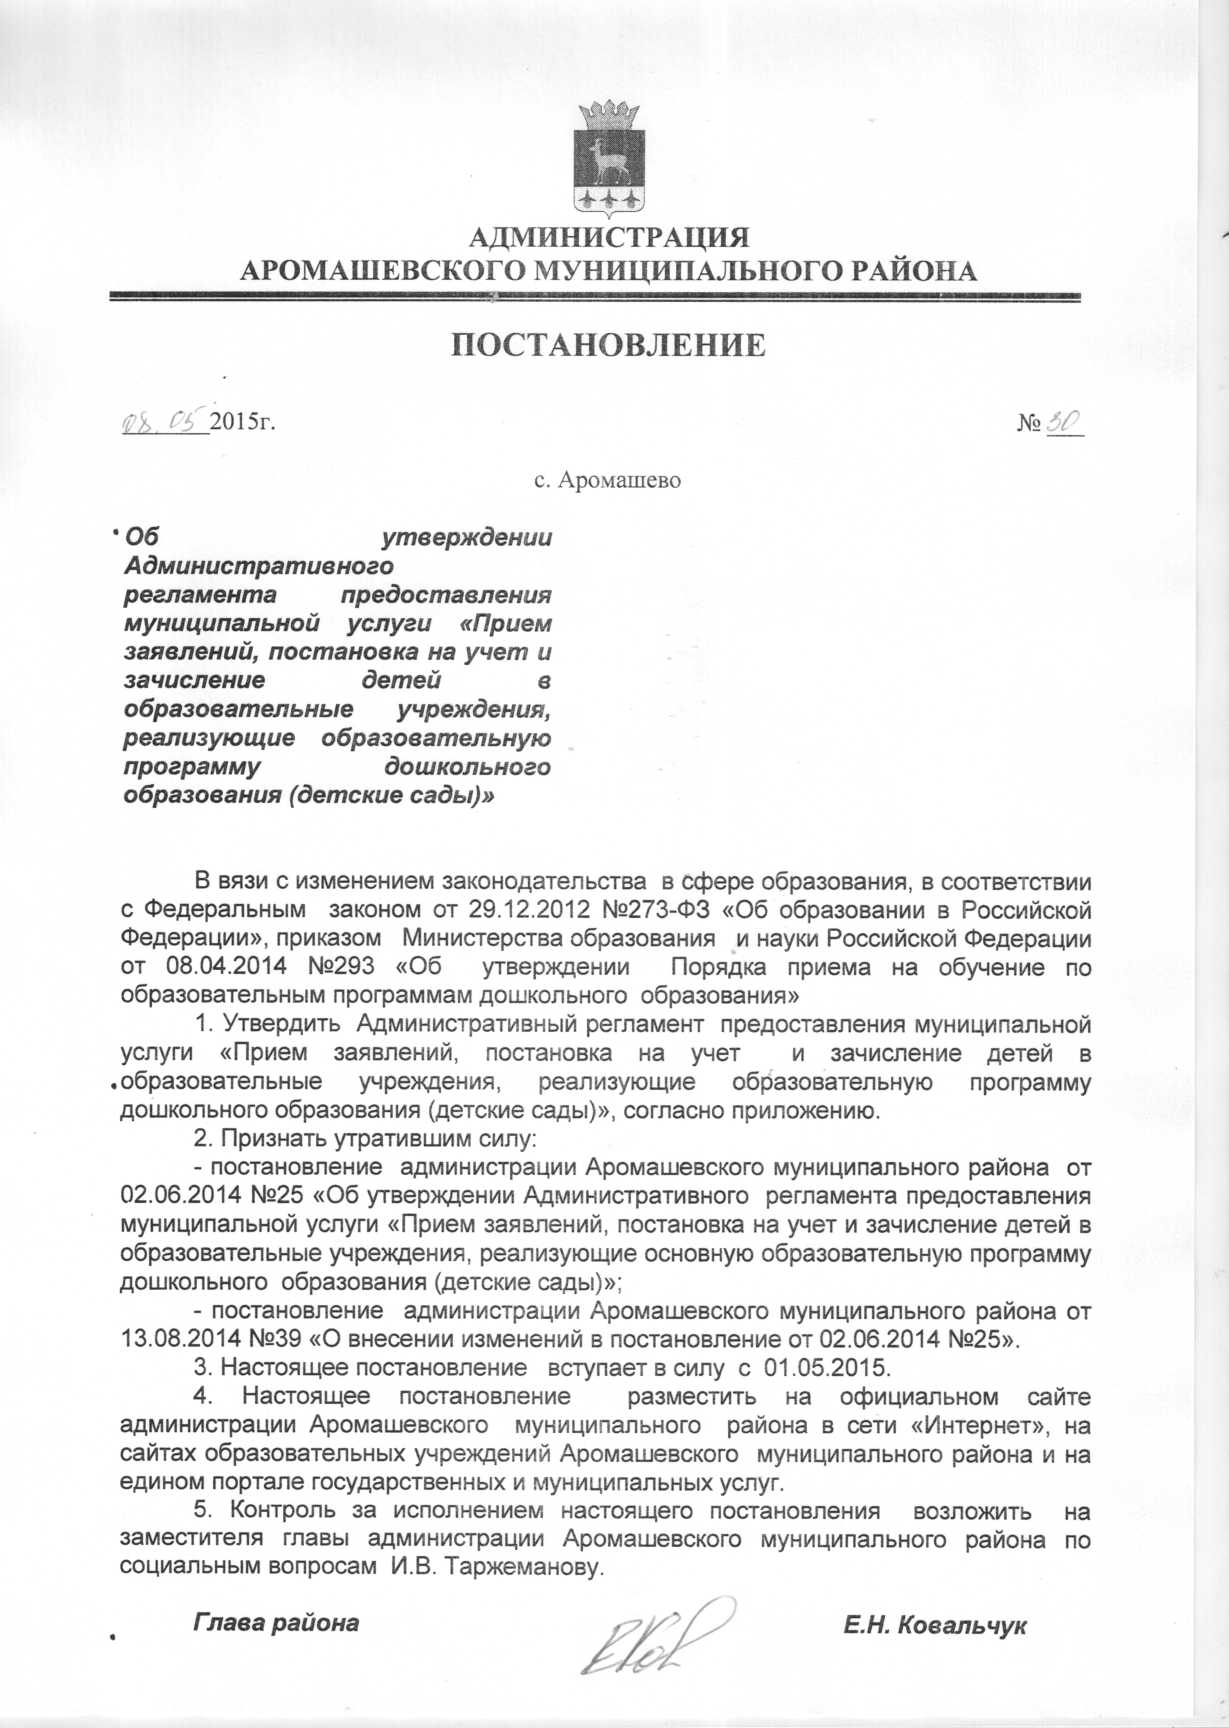 АДМИНИСТРАЦИЯ
АРОМАШЕВСКОГО МУНИЦИПАЛЬНОГО РАЙОНА
ПОСТАНОВЛЕНИЕ
08.05 2015г. № 30
с. Аромашево
Об утверждении
Административного
регламента предоставления
муниципальной услуги «Прием
заявлений, постановка на учет и
зачисление детей в
образовательные учреждения,
реализующие образовательную
программу дошкольного
образования (детские сады)»
В вязи с изменением законодательства в сфере образования, в соответствии
с Федеральным законом от 29.12.2012 №273-ФЗ «Об образовании в Российской
Федерации», приказом Министерства образования и науки Российской Федерации
от 08.04.2014 №293 «Об утверждении Порядка приема на обучение по
образовательным программам дошкольного образования»
1. Утвердить Административный регламент предоставления муниципальной
услуги «Прием заявлений, постановка на учет и зачисление детей в
образовательные учреждения, реализующие образовательную программу
дошкольного образования (детские сады)», согласно приложению.
2. Признать утратившим силу:
- постановление администрации Аромашевского муниципального района от
02.06.2014 №25 «Об утверждении Административного регламента предоставления
муниципальной услуги «Прием заявлений, постановка на учет и зачисление детей в
образовательные учреждения, реализующие основную образовательную программу
дошкольного образования (детские сады)»;
- постановление администрации Аромашевского муниципального района от
13.08.2014 №39 «О внесении изменений в постановление от 02.06.2014 №25».
3. Настоящее постановление вступает в силу с 01.05.2015.
4. Настоящее постановление разместить на официальном сайте
администрации Аромашевского муниципального района в сети «Интернет», на
сайтах образовательных учреждений Аромашевского муниципального района и на
едином портале государственных и муниципальных услуг.
5. Контроль за исполнением настоящего постановления возложить на
заместителя главы администрации Аромашевского муниципального района по
социальным вопросам И.В. Таржеманову.
Глава района Е.Н. Ковальчук